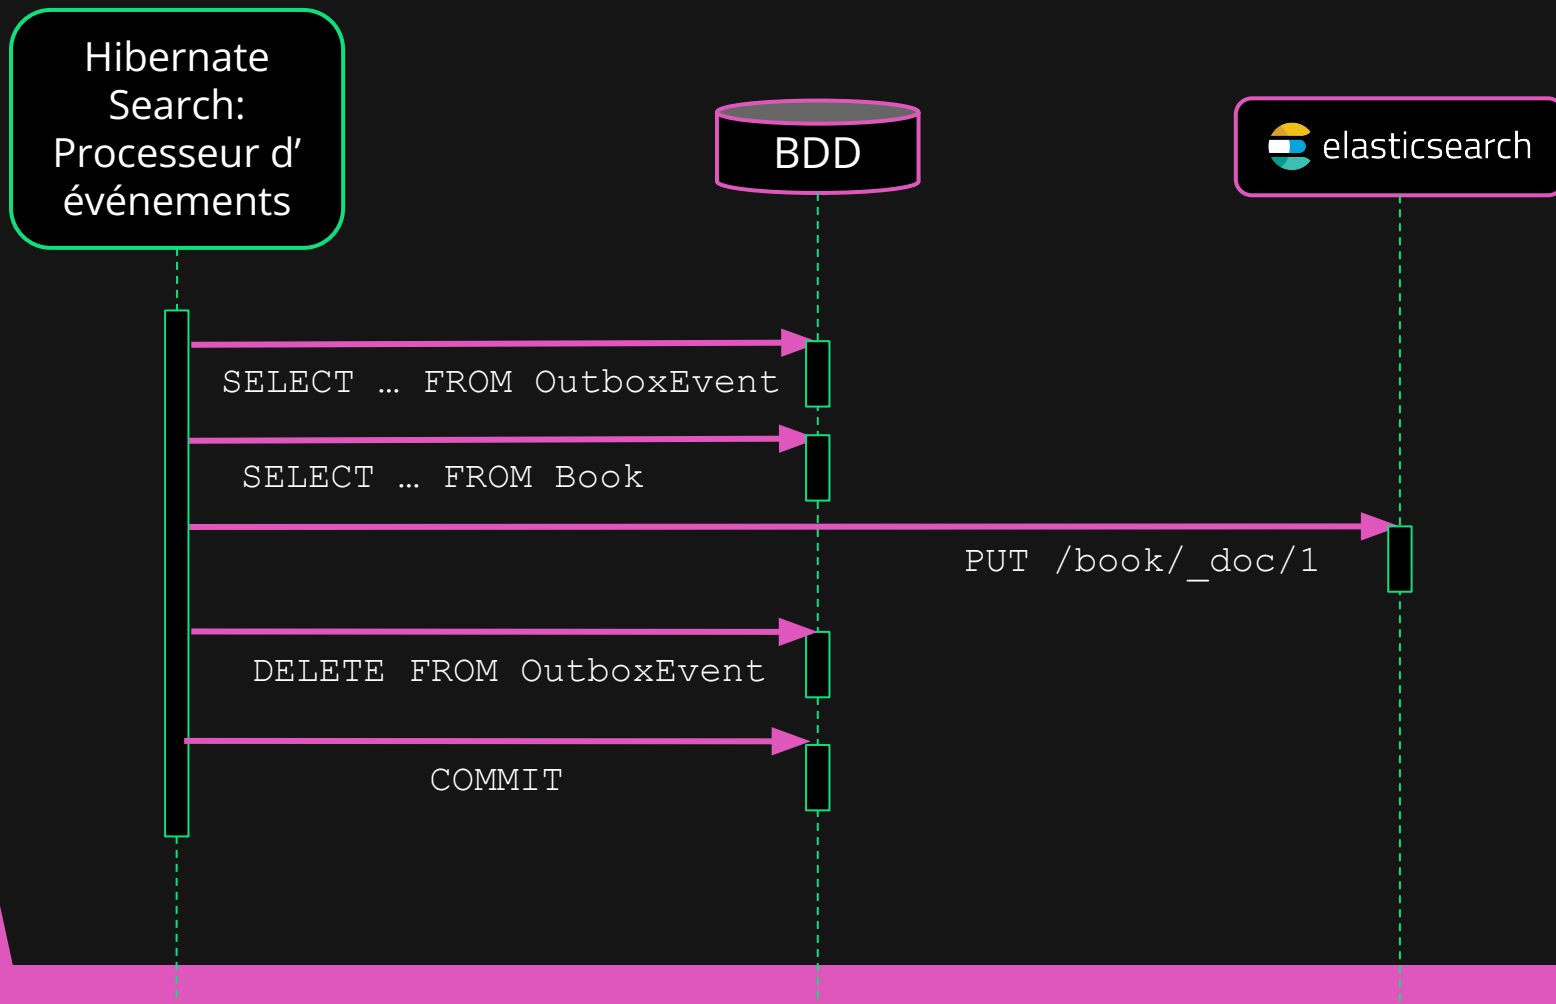 Hibernate
Search:
Processeur d’
événements
BDD
elasticsearch
SELECT … FROM OutboxEvent
SELECT … FROM Book
PUT /book/_doc/1
DELETE FROM OutboxEvent
COMMIT